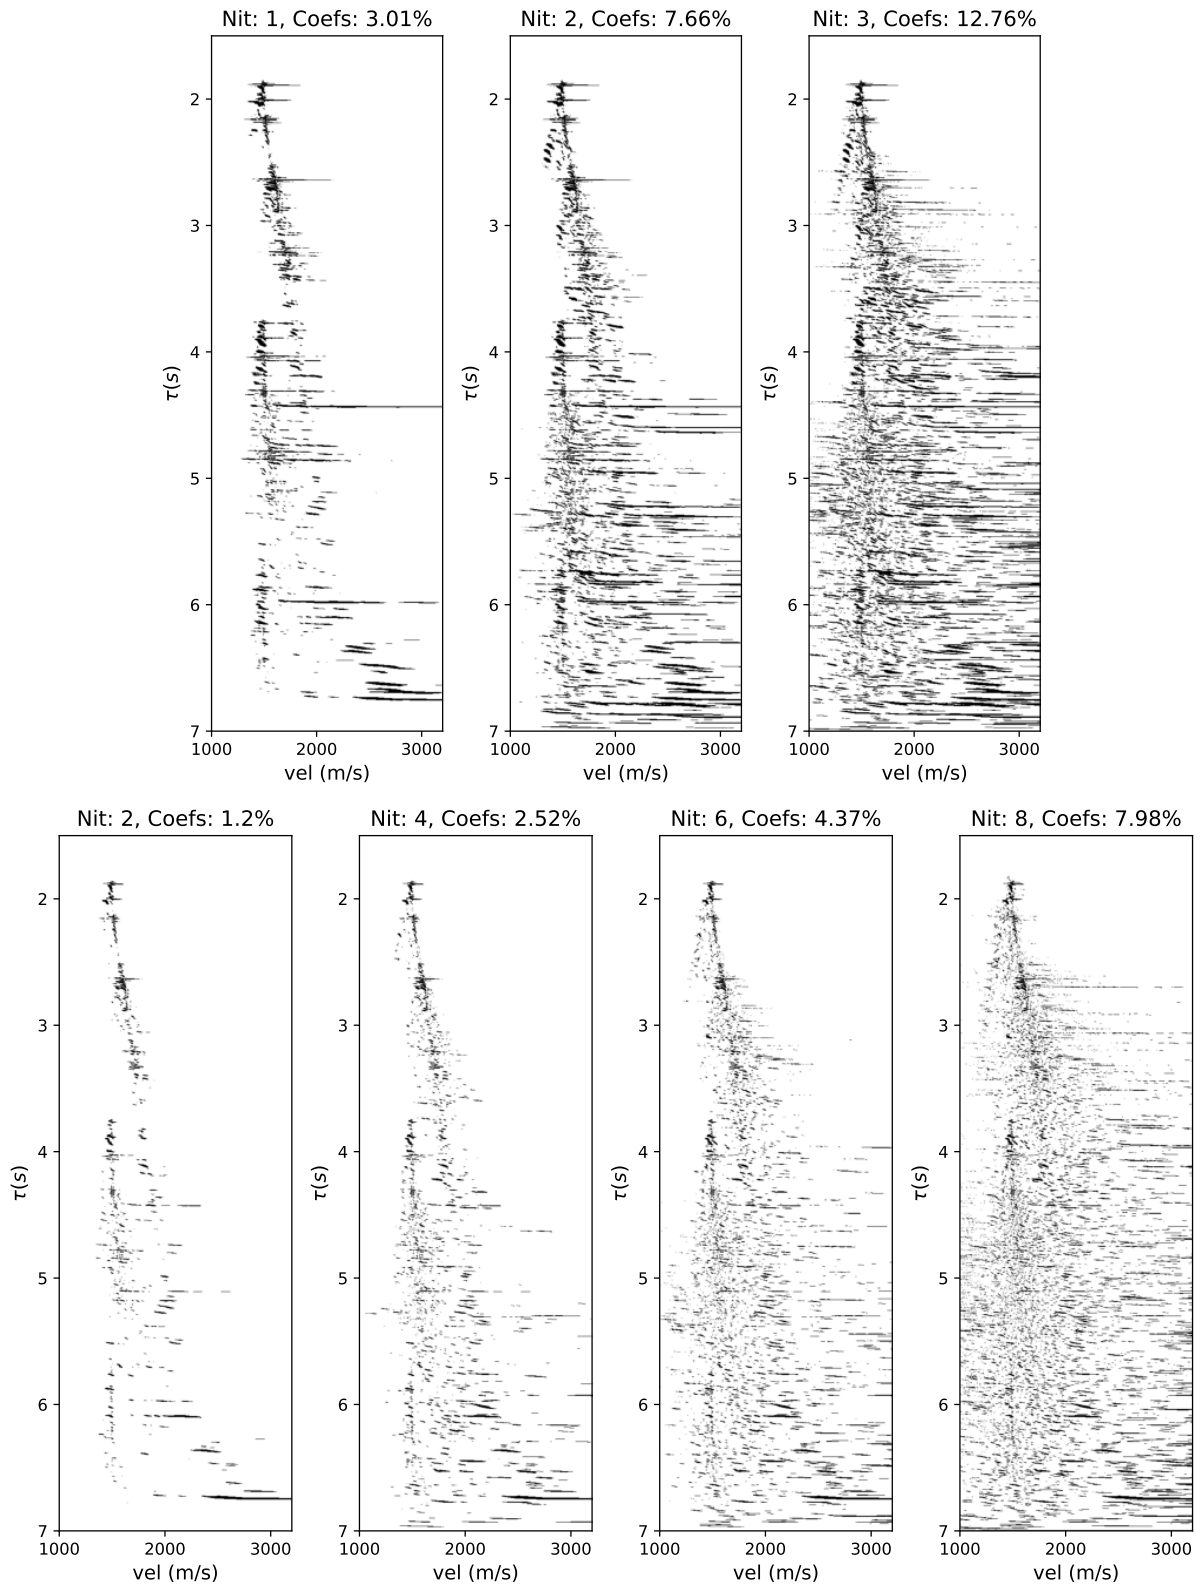 Nit: 1, Coefs: 3.01%
Nit: 2, Coefs: 7.66%
Nit: 3, Coefs: 12.76%
2
3
4
5
6
7
τ(s)
1000 2000 3000
vel (m/s)
2
3
4
5
6
7
τ(s)
1000 2000 3000
vel (m/s)
2
3
4
5
6
7
τ(s)
1000 2000 3000
vel (m/s)
Nit: 2, Coefs: 1.2%
Nit: 4, Coefs: 2.52%
Nit: 6, Coefs: 4.37%
Nit: 8, Coefs: 7.98%
2
3
4
5
6
7
τ(s)
1000 2000 3000
vel (m/s)
2
3
4
5
6
7
τ(s)
1000 2000 3000
vel (m/s)
2
3
4
5
6
7
τ(s)
1000 2000 3000
vel (m/s)
2
3
4
5
6
7
τ(s)
1000 2000 3000
vel (m/s)